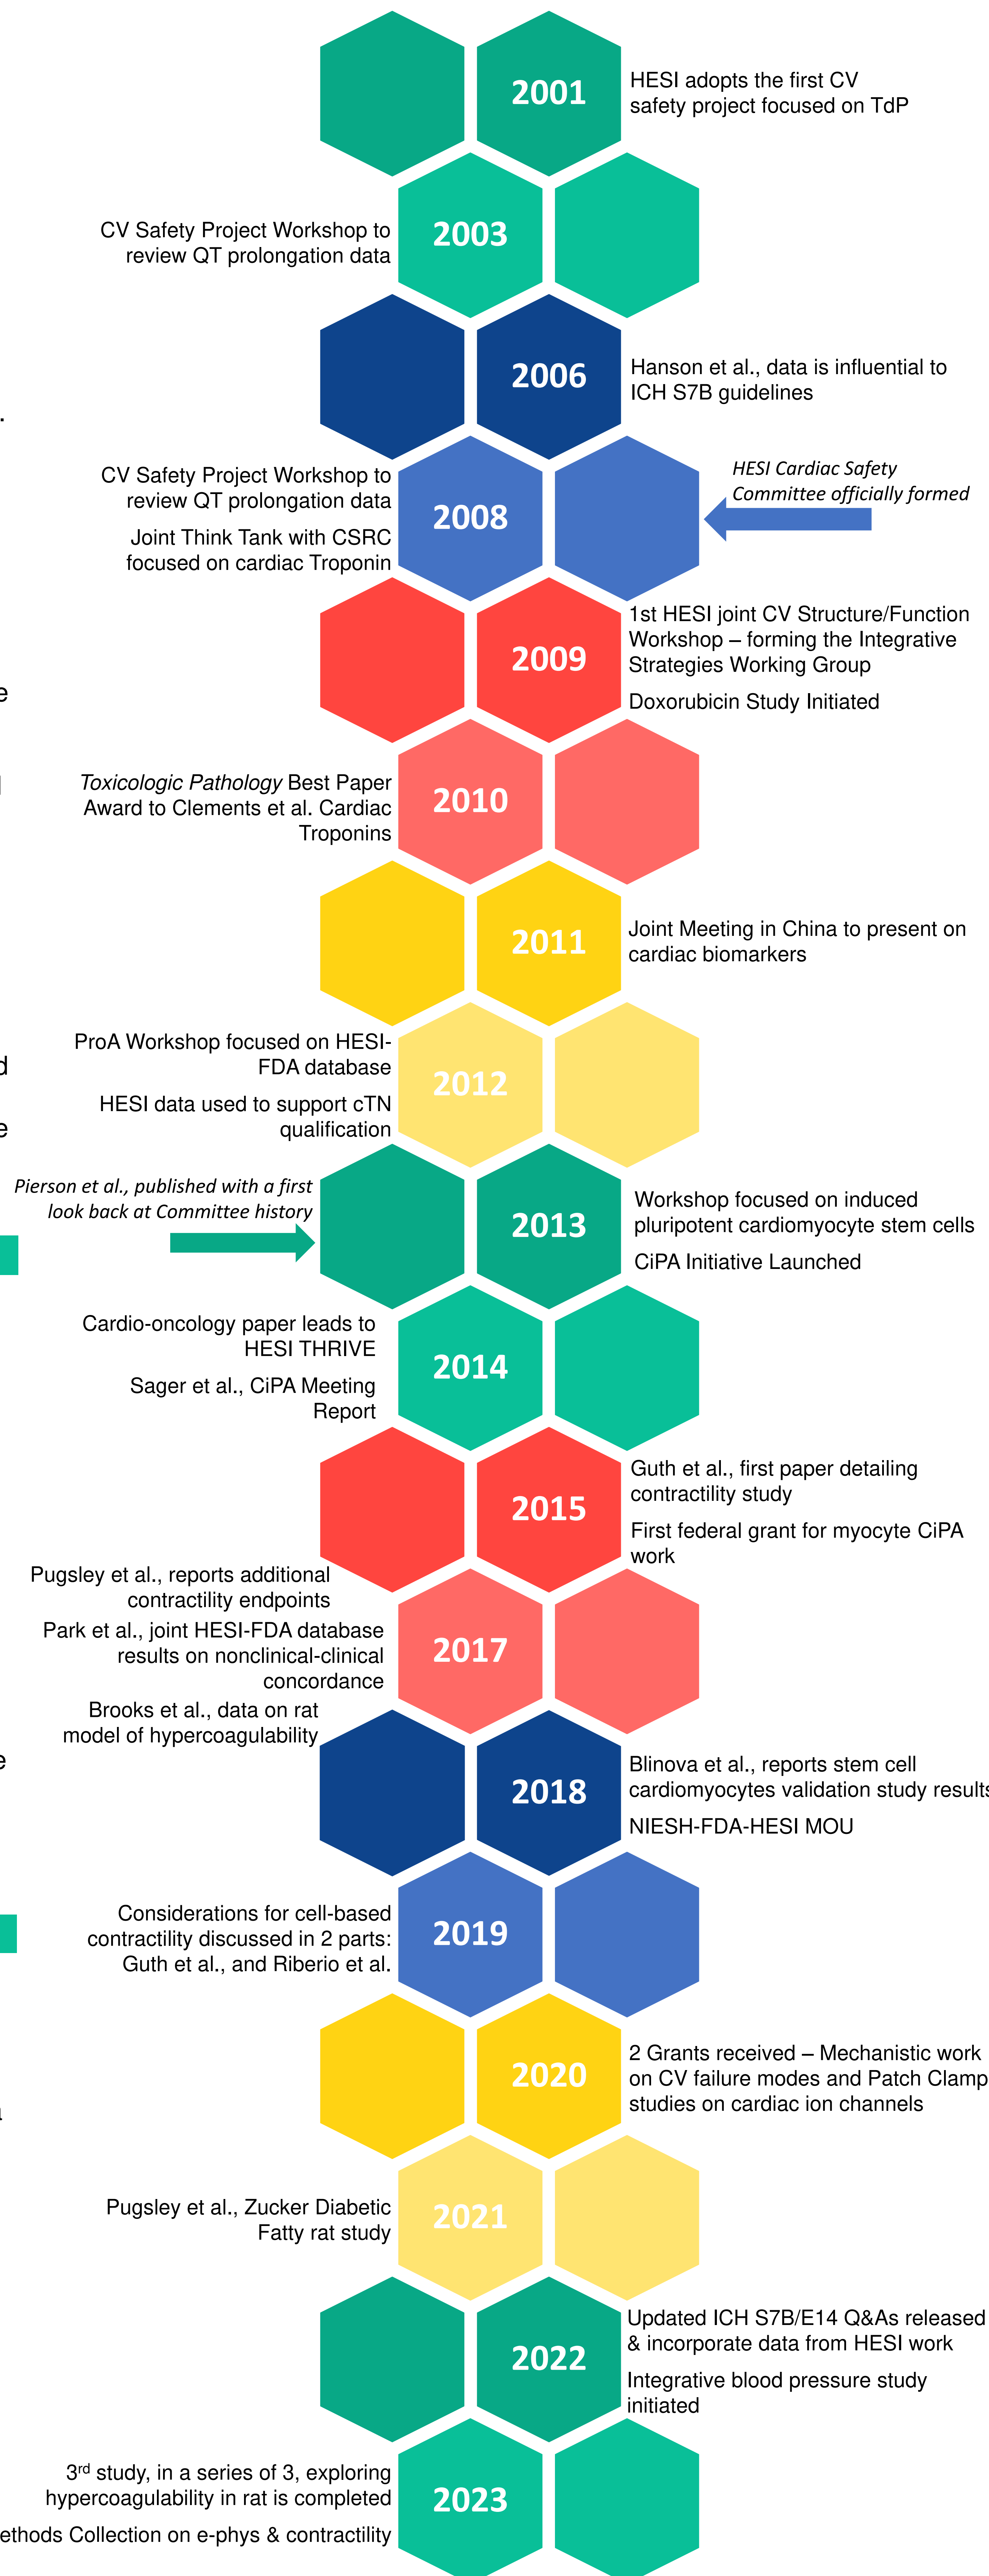 2001
HESI adopts the first CV
safety project focused on TdP
CV Safety Project Workshop to
review QT prolongation data
2003
2006
Hanson et al., data is influential to
ICH S7B guidelines
CV Safety Project Workshop to
review QT prolongation data
Joint Think Tank with CSRC
focused on cardiac Troponin
2008
HESI Cardiac Safety
Committee officially formed
2009
1st HESI joint CV Structure/Function
Workshop – forming the Integrative
Strategies Working Group
Doxorubicin Study Initiated
Toxicologic Pathology Best Paper
Award to Clements et al. Cardiac
Troponins
2010
2011
Joint Meeting in China to present on
cardiac biomarkers
ProA Workshop focused on HESI-
FDA database
HESI data used to support cTN
qualification
2012
Pierson et al., published with a first
look back at Committee history
2013
Workshop focused on induced
pluripotent cardiomyocyte stem cells
CiPA Initiative Launched
Cardio-oncology paper leads to
HESI THRIVE
Sager et al., CiPA Meeting
Report
2014
2015
Guth et al., first paper detailing
contractility study
First federal grant for myocyte CiPA
work
Pugsley et al., reports additional
contractility endpoints
Park et al., joint HESI-FDA database
results on nonclinical-clinical
concordance
Brooks et al., data on rat
model of hypercoagulability
2017
2018
Blinova et al., reports stem cell
cardiomyocytes validation study results
NIESH-FDA-HESI MOU
Considerations for cell-based
contractility discussed in 2 parts:
Guth et al., and Riberio et al.
2019
2020
2 Grants received – Mechanistic work
on CV failure modes and Patch Clamp
studies on cardiac ion channels
Pugsley et al., Zucker Diabetic
Fatty rat study
2021
2022
Updated ICH S7B/E14 Q&As released
& incorporate data from HESI work
Integrative blood pressure study
initiated
3rd study, in a series of 3, exploring
hypercoagulability in rat is completed
ethods Collection on e-phys & contractility
2023